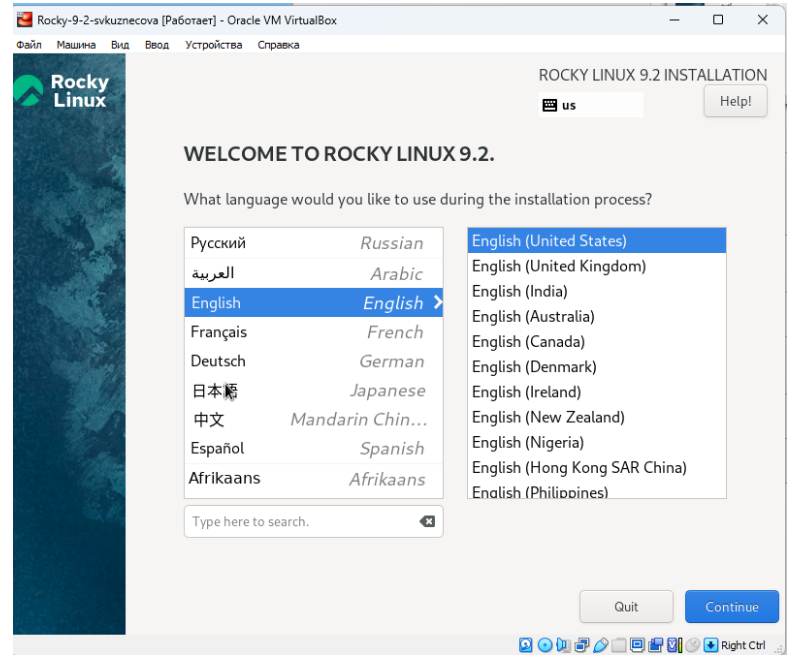 Rocky-9-2-svkuznecova [Работает] - Oracle VM VirtualBox
Файл Машина Вид Ввод Устройства Справка
Rocky Linux
ROCKY LINUX 9.2 INSTALLATION
us Help!
WELCOME TO ROCKY LINUX 9.2.
What language would you like to use during the installation process?
Русский Russian
العربية Arabic
English English
Français French
Deutsch German
日本語 Japanese
中文 Mandarin Chin...
Español Spanish
Afrikaans Afrikaans
English (United States)
English (United Kingdom)
English (India)
English (Australia)
English (Canada)
English (Denmark)
English (Ireland)
English (New Zealand)
English (Nigeria)
English (Hong Kong SAR China)
English (Philippines)
Type here to search.
Quit Continue
Right Ctrl